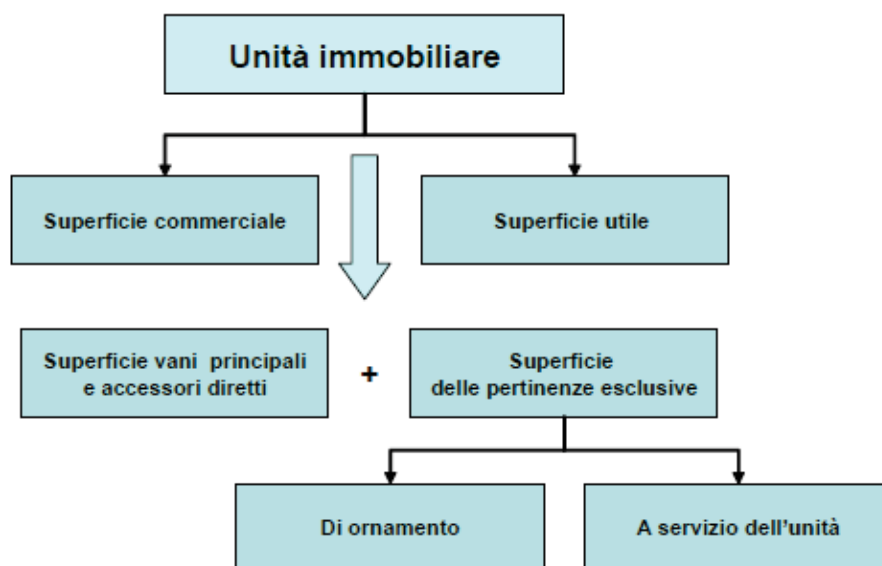 Unità immobiliare
Superficie commerciale
Superficie utile
Superficie vani principali
e accessori diretti
+
Superficie
delle pertinenze esclusive
Di ornamento
A servizio dell'unità